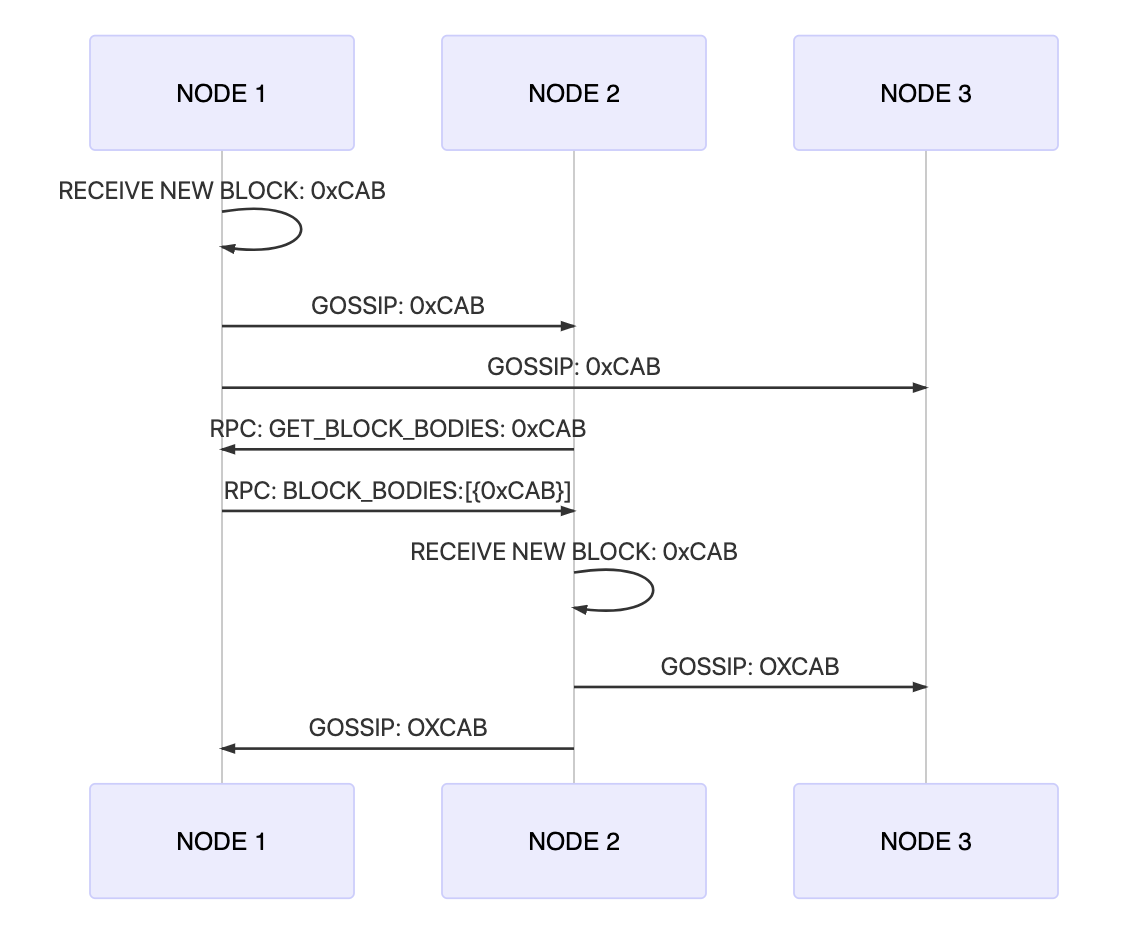 NODE 1
NODE 2
NODE 3
RECEIVE NEW BLOCK: 0xCAB
GOSSIP: 0xCAB
GOSSIP: 0xCAB
RPC: GET_BLOCK_BODIES: 0xCAB
RPC: BLOCK_BODIES:[{0xCAB}]
RECEIVE NEW BLOCK: 0xCAB
GOSSIP: OXCAB
GOSSIP: OXCAB
NODE 1
NODE 2
NODE 3